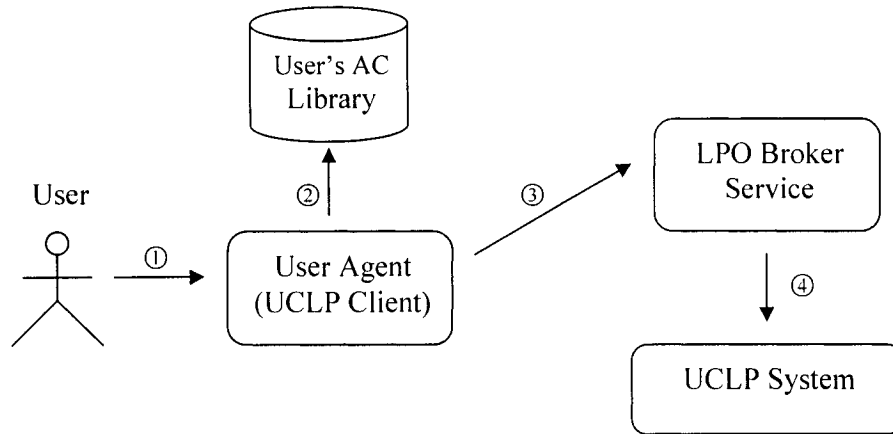 User's AC
Library
LPO Broker
Service
③
②
User
①
User Agent
(UCLP Client)
④
UCLP System